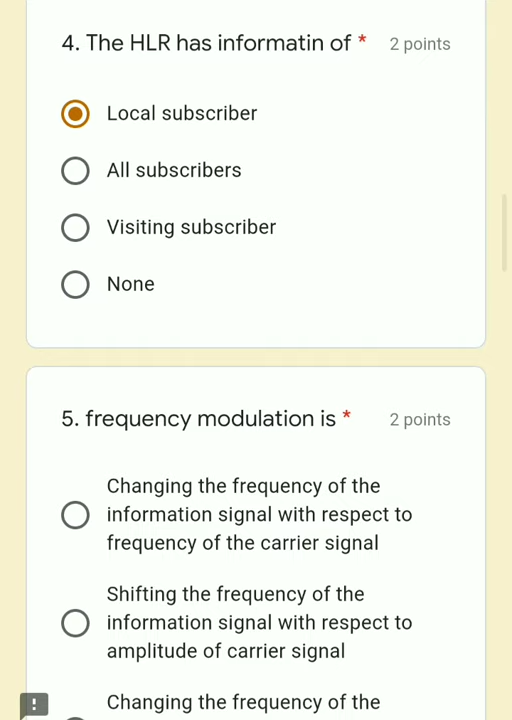 4. The HLR has informatin of * 2 points
Local subscriber
All subscribers
Visiting subscriber
None
5. frequency modulation is * 2 points
Changing the frequency of the
information signal with respect to
frequency of the carrier signal
Shifting the frequency of the
information signal with respect to
amplitude of carrier signal
Changing the frequency of the